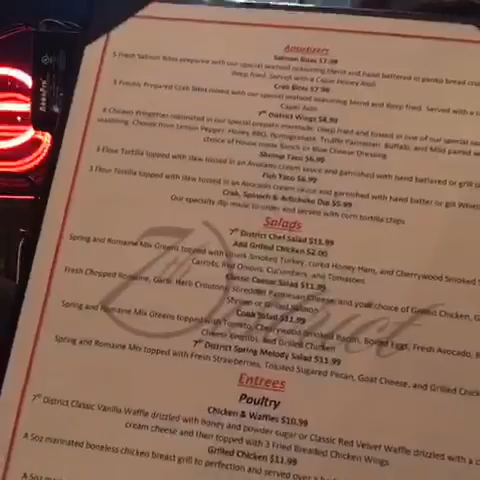 Appetizers
Salmon Bites $7.99
5 Fresh Salmon Bites prepared with our special seafood seasoning blend and hand battered in panko bread
deep fried. Served with a Cajun Honey Aioli
Crab Bites $7.99
3 Freshly Prepared Crab Bites mixed with our special seafood seasoning blend and deep fried. Served with a
Cajun Aioli
7th District Wings $8.99
6 Chicken Wingettes marinated in our special prepare marinade. Deep fried and tossed in one of our special
seasoning. Choose from Lemon Pepper, Honey BBQ, Pomegranate, Truffle Parmesan, Buffalo, and Mild paired
choice of House made Ranch or Blue Cheese Dressing
Shrimp Taco $6.99
3 Flour Tortilla topped with slaw tossed in an Avocado cream sauce and garnished with hand battered or grill
Fish Taco $6.99
3 Flour Tortilla topped with slaw tossed in an Avocado cream sauce and garnished with hand batter or grill
Crab, Spinach & Artichoke Dip $5.99
Our specialty dip made to order and served with corn tortilla chips
Salads
7th District Chef Salad $11.99
Add Grilled Chicken $2.00
Spring and Romaine Mix Greens topped with Smoked Turkey, cured Honey Ham, and Cherrywood Smoked
Carrots, Red Onions, Cucumbers, and Tomatoes
Classic Caesar Salad $11.99
Fresh Chopped Romaine, Garlic Herb Croutons, Shredded Parmesan Cheese, and your choice of Grilled Chicken,
Shrimp or Grilled Salmon
Cobb Salad $11.99
Spring and Romaine Mix Greens topped with Tomato, Cherrywood Smoked Bacon, Boiled Eggs, Fresh Avocado,
Cheese and Grilled Chicken
7th District Spring Melody Salad $11.99
Spring and Romaine Mix topped with Fresh Strawberries, Toasted Sugared Pecan, Goat Cheese, and Grilled
7th District
Entrees
Poultry
Chicken & Waffles $10.99
7th District Classic Vanilla Waffle drizzled with honey and powder sugar or Classic Red Velvet Waffle drizzled with a
cream cheese and then topped with 3 Fried Breaded Chicken Wings
Grilled Chicken $11.99
A 5oz marinated boneless chicken breast grill to perfection and served over a